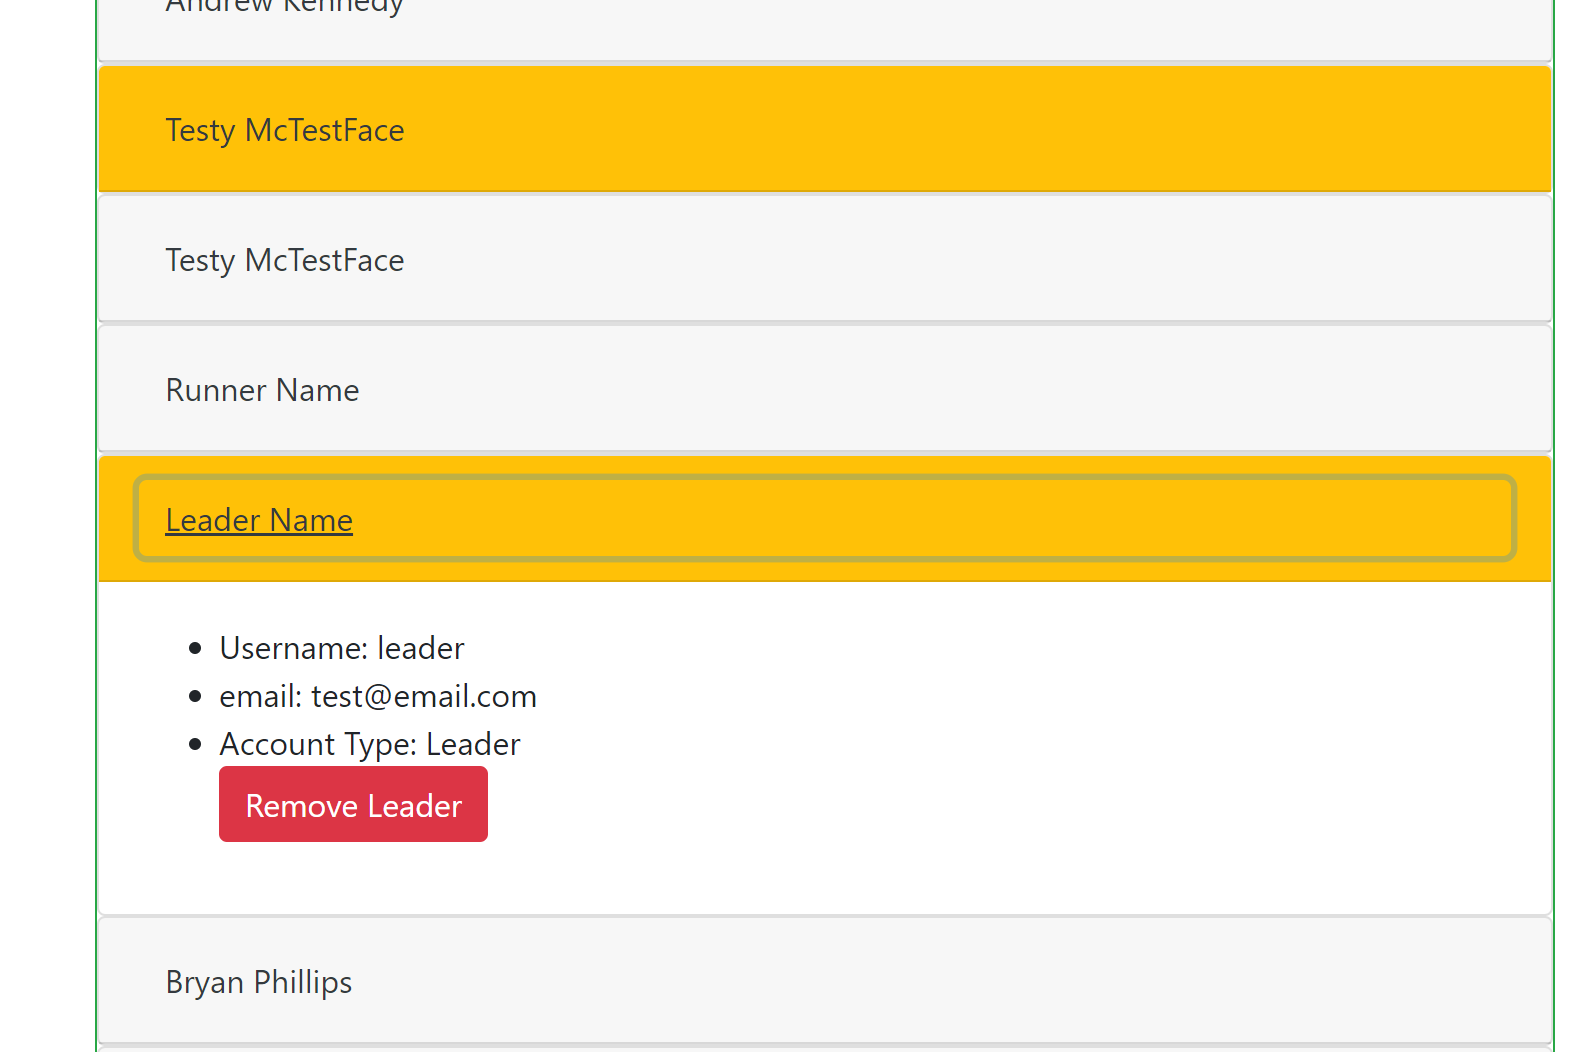 Andrew Kennedy
Testy McTestFace
Testy McTestFace
Runner Name
Leader Name
Username: leader
email: test@email.com
Account Type: Leader
Remove Leader
Bryan Phillips